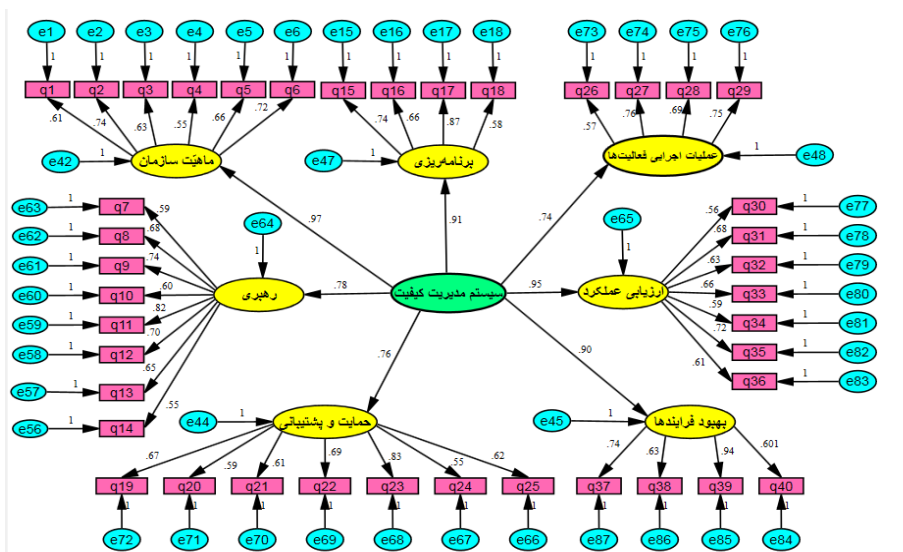 e1 e2 e3 e4 e5 e6 e15 e16 e17 e18 e73 e74 e75 e76
1 1 1 1 1 1 1 1 1 1 1 1 1 1
q1 q2 q3 q4 q5 q6 q15 q16 q17 q18 q26 q27 q28 q29
.61 .74 .63 .55 .66 .72 .74 .66 .87 .58 .57 .76 .69 .75
e42 1 ماهیّت سازمان e47 1 برنامه‌ریزی عملیات اجرایی فعالیت‌ها 1 e48
.97 .91 .74
e63 1 q7 .59 e64 1 e65 1 .56 q30 1 e77
e62 1 q8 .68 .68 q31 1 e78
e61 1 q9 .74 .63 q32 1 e79
e60 1 q10 .60 رهبری .78 سیستم مدیریت کیفیت .95 ارزیابی عملکرد .66 q33 1 e80
e59 1 q11 .82 .59 q34 1 e81
e58 1 q12 .70 .72 q35 1 e82
e57 1 q13 .65 .61 q36 1 e83
e56 1 q14 .55
.76 .90
e44 1 حمایت و پشتیبانی e45 1 بهبود فرایندها
.67 .59 .61 .69 .83 .55 .62 .74 .63 .94 .601
q19 q20 q21 q22 q23 q24 q25 q37 q38 q39 q40
1 1 1 1 1 1 1 1 1 1 1
e72 e71 e70 e69 e68 e67 e66 e87 e86 e85 e84